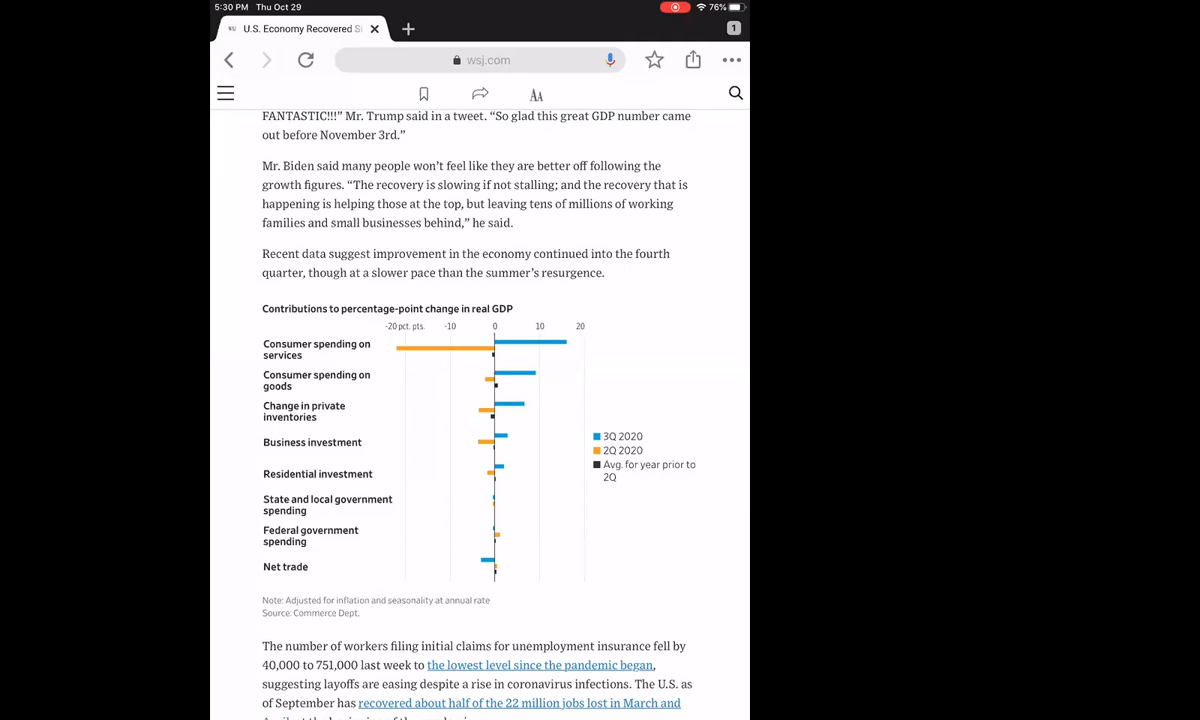 5:30 PM Thu Oct 29
76%
U.S. Economy Recovered Si
1
wsj.com
AA
FANTASTIC!!!” Mr. Trump said in a tweet. “So glad this great GDP number came
out before November 3rd.”
Mr. Biden said many people won’t feel like they are better off following the
growth figures. “The recovery is slowing if not stalling; and the recovery that is
happening is helping those at the top, but leaving tens of millions of working
families and small businesses behind,” he said.
Recent data suggest improvement in the economy continued into the fourth
quarter, though at a slower pace than the summer’s resurgence.
Contributions to percentage-point change in real GDP
-20 pct. pts. -10 0 10 20
Consumer spending on
services
Consumer spending on
goods
Change in private
inventories
Business investment
Residential investment
State and local government
spending
Federal government
spending
Net trade
3Q 2020
2Q 2020
Avg. for year prior to
2Q
Note: Adjusted for inflation and seasonality at annual rate
Source: Commerce Dept.
The number of workers filing initial claims for unemployment insurance fell by
40,000 to 751,000 last week to the lowest level since the pandemic began,
suggesting layoffs are easing despite a rise in coronavirus infections. The U.S. as
of September has recovered about half of the 22 million jobs lost in March and